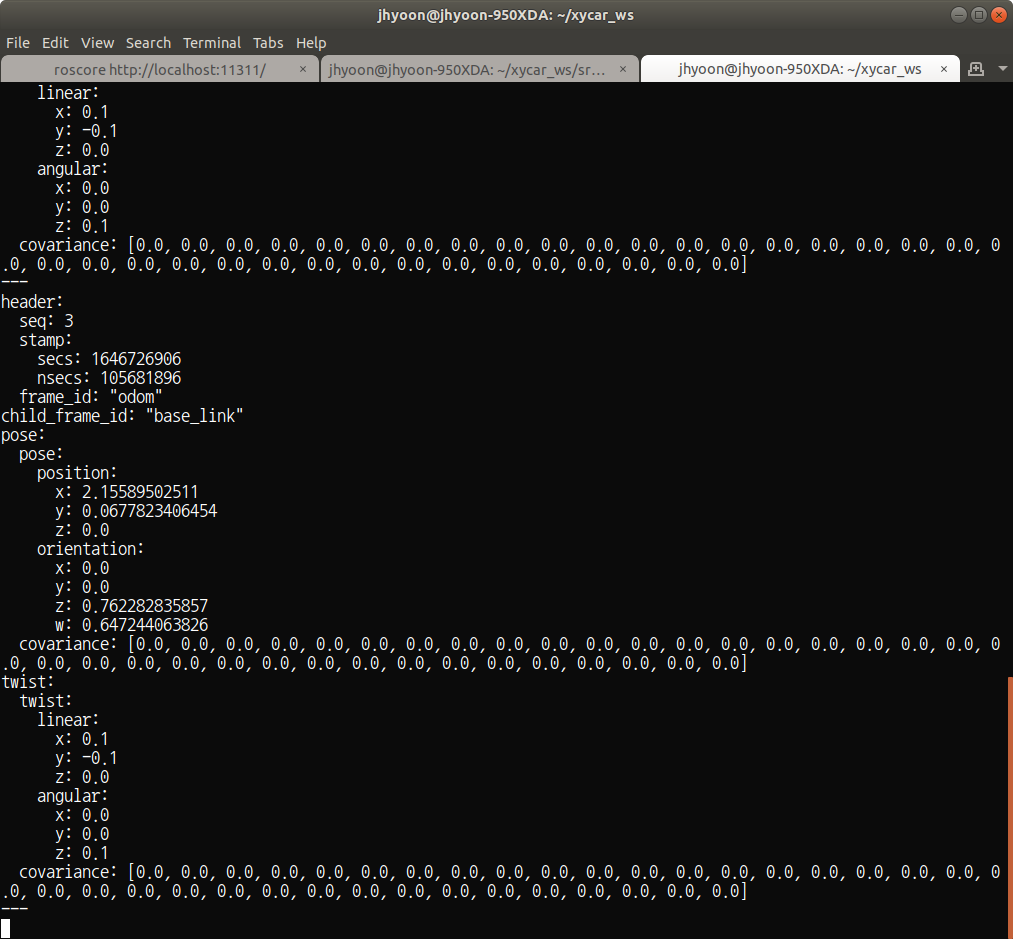 jhyoon@jhyoon-950XDA: ~/xycar_ws
File Edit View Search Terminal Tabs Help
roscore http://localhost:11311/ × jhyoon@jhyoon-950XDA: ~/xycar_ws/sr... × jhyoon@jhyoon-950XDA: ~/xycar_ws ×
    linear:
      x: 0.1
      y: -0.1
      z: 0.0
    angular:
      x: 0.0
      y: 0.0
      z: 0.1
  covariance: [0.0, 0.0, 0.0, 0.0, 0.0, 0.0, 0.0, 0.0, 0.0, 0.0, 0.0, 0.0, 0.0, 0.0, 0.0, 0.0, 0.0, 0.0, 0.0, 0
.0, 0.0, 0.0, 0.0, 0.0, 0.0, 0.0, 0.0, 0.0, 0.0, 0.0, 0.0, 0.0, 0.0, 0.0, 0.0, 0.0]
---
header:
  seq: 3
  stamp:
    secs: 1646726906
    nsecs: 105681896
  frame_id: "odom"
child_frame_id: "base_link"
pose:
  pose:
    position:
      x: 2.15589502511
      y: 0.0677823406454
      z: 0.0
    orientation:
      x: 0.0
      y: 0.0
      z: 0.762282835857
      w: 0.647244063826
  covariance: [0.0, 0.0, 0.0, 0.0, 0.0, 0.0, 0.0, 0.0, 0.0, 0.0, 0.0, 0.0, 0.0, 0.0, 0.0, 0.0, 0.0, 0.0, 0.0, 0
.0, 0.0, 0.0, 0.0, 0.0, 0.0, 0.0, 0.0, 0.0, 0.0, 0.0, 0.0, 0.0, 0.0, 0.0, 0.0, 0.0]
twist:
  twist:
    linear:
      x: 0.1
      y: -0.1
      z: 0.0
    angular:
      x: 0.0
      y: 0.0
      z: 0.1
  covariance: [0.0, 0.0, 0.0, 0.0, 0.0, 0.0, 0.0, 0.0, 0.0, 0.0, 0.0, 0.0, 0.0, 0.0, 0.0, 0.0, 0.0, 0.0, 0.0, 0
.0, 0.0, 0.0, 0.0, 0.0, 0.0, 0.0, 0.0, 0.0, 0.0, 0.0, 0.0, 0.0, 0.0, 0.0, 0.0, 0.0]
---